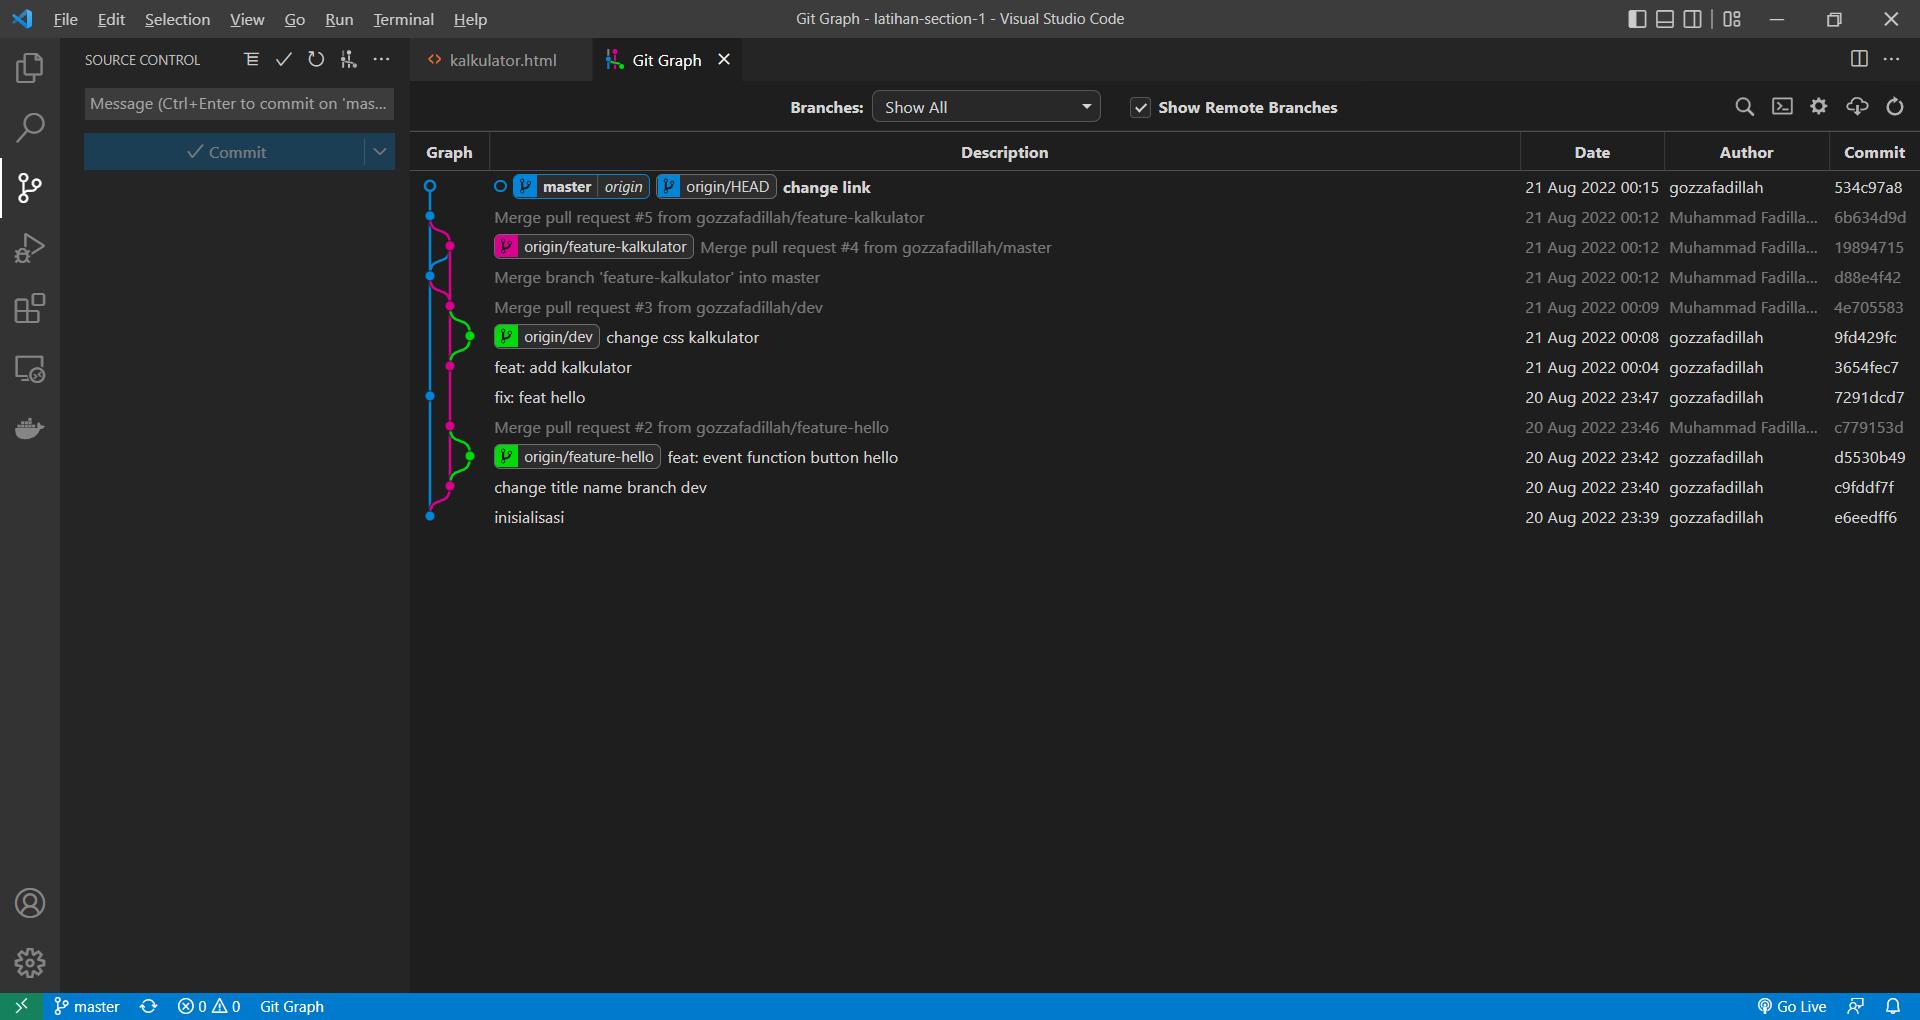 File Edit Selection View Go Run Terminal Help
Git Graph - latihan-section-1 - Visual Studio Code
SOURCE CONTROL
kalkulator.html
Git Graph
Message (Ctrl+Enter to commit on 'mas...
Commit
Branches: Show All
Show Remote Branches
Graph Description Date Author Commit
master origin origin/HEAD change link 21 Aug 2022 00:15 gozzafadillah 534c97a8
Merge pull request #5 from gozzafadillah/feature-kalkulator 21 Aug 2022 00:12 Muhammad Fadilla... 6b634d9d
origin/feature-kalkulator Merge pull request #4 from gozzafadillah/master 21 Aug 2022 00:12 Muhammad Fadilla... 19894715
Merge branch 'feature-kalkulator' into master 21 Aug 2022 00:12 Muhammad Fadilla... d88e4f42
Merge pull request #3 from gozzafadillah/dev 21 Aug 2022 00:09 Muhammad Fadilla... 4e705583
origin/dev change css kalkulator 21 Aug 2022 00:08 gozzafadillah 9fd429fc
feat: add kalkulator 21 Aug 2022 00:04 gozzafadillah 3654fec7
fix: feat hello 20 Aug 2022 23:47 gozzafadillah 7291dcd7
Merge pull request #2 from gozzafadillah/feature-hello 20 Aug 2022 23:46 Muhammad Fadilla... c779153d
origin/feature-hello feat: event function button hello 20 Aug 2022 23:42 gozzafadillah d5530b49
change title name branch dev 20 Aug 2022 23:40 gozzafadillah c9fddf7f
inisialisasi 20 Aug 2022 23:39 gozzafadillah e6eedff6
master 0 0 Git Graph Go Live